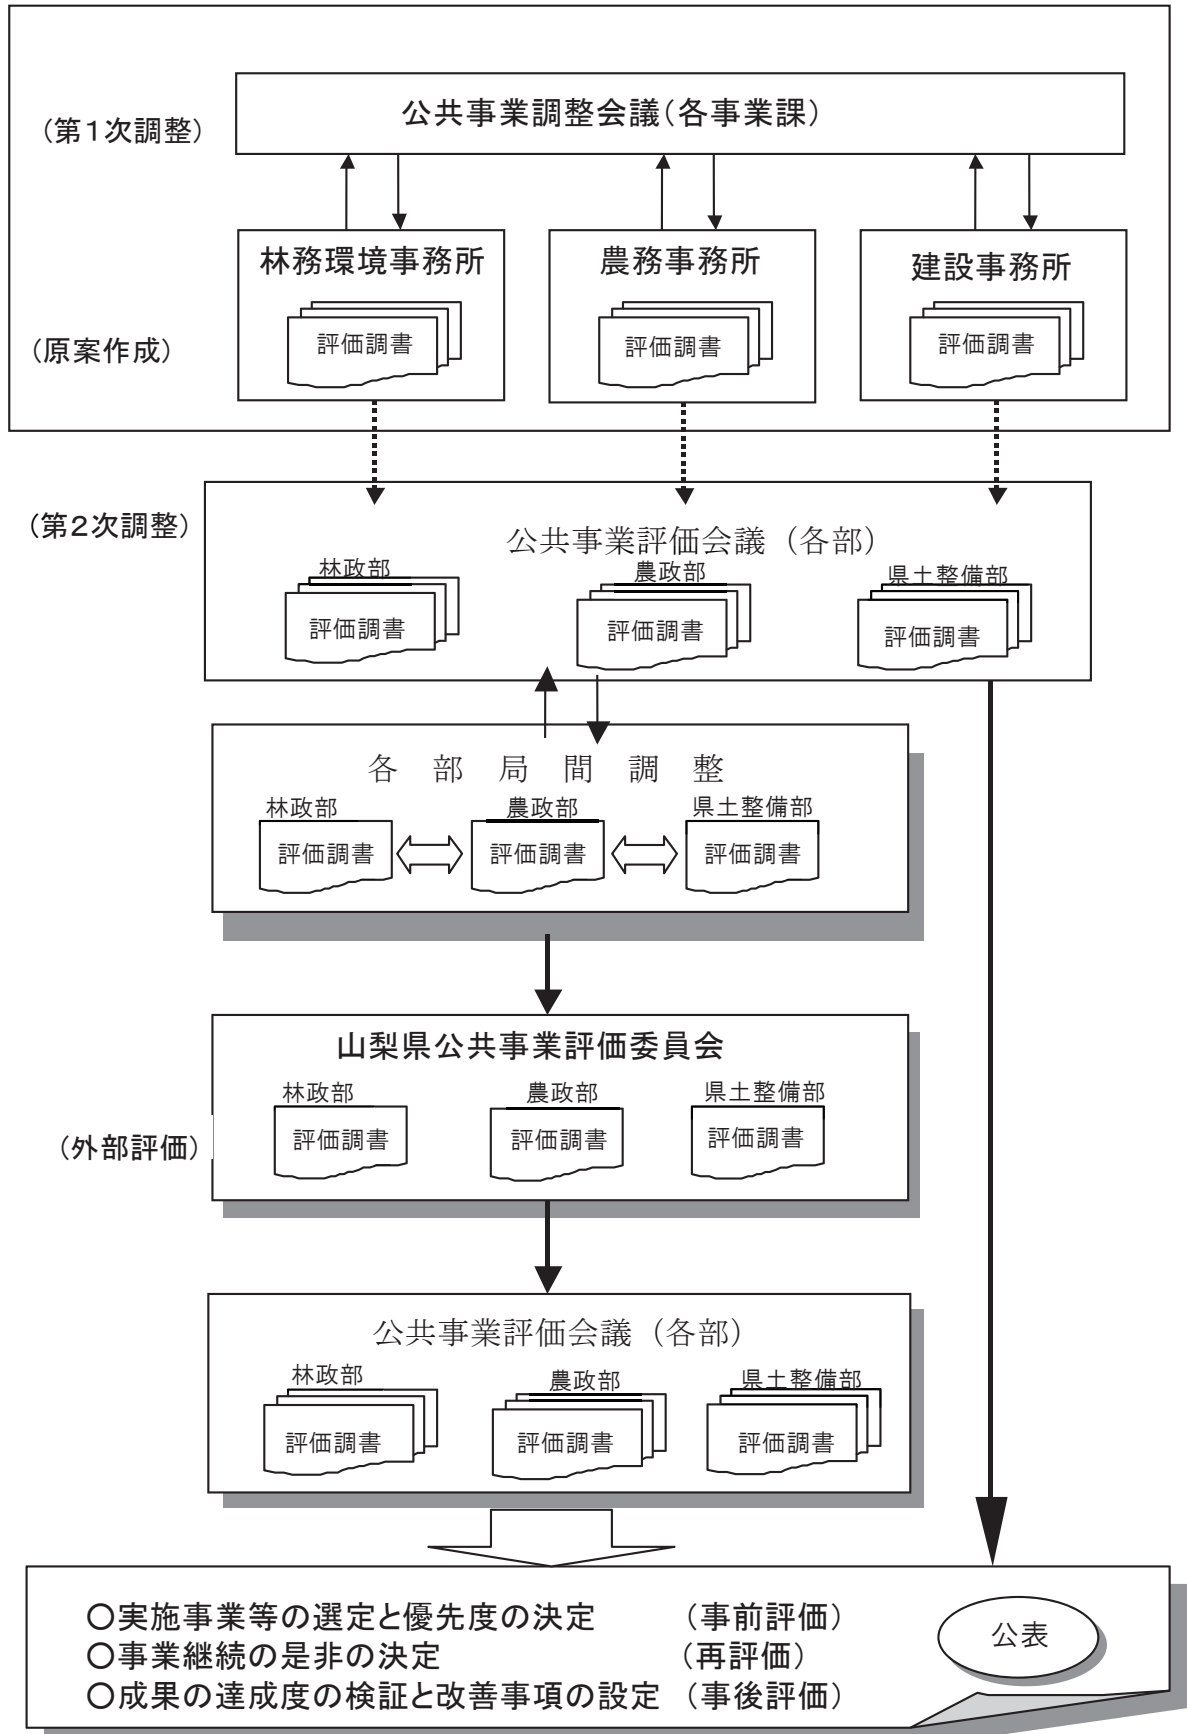 公共事業調整会議(各事業課)
(第1次調整)
林務環境事務所
農務事務所
建設事務所
評価調書
評価調書
評価調書
(原案作成)
(第2次調整)
公共事業評価会議(各部)
林政部
農政部
県土整備部
評価調書
評価調書
評価調書
各部局間調整
林政部
農政部
県土整備部
評価調書
評価調書
評価調書
山梨県公共事業評価委員会
林政部
農政部
県土整備部
評価調書
評価調書
評価調書
(外部評価)
公共事業評価会議(各部)
林政部
農政部
県土整備部
評価調書
評価調書
評価調書
○実施事業等の選定と優先度の決定 (事前評価)
○事業継続の是非の決定 (再評価)
○成果の達成度の検証と改善事項の設定 (事後評価)
公表